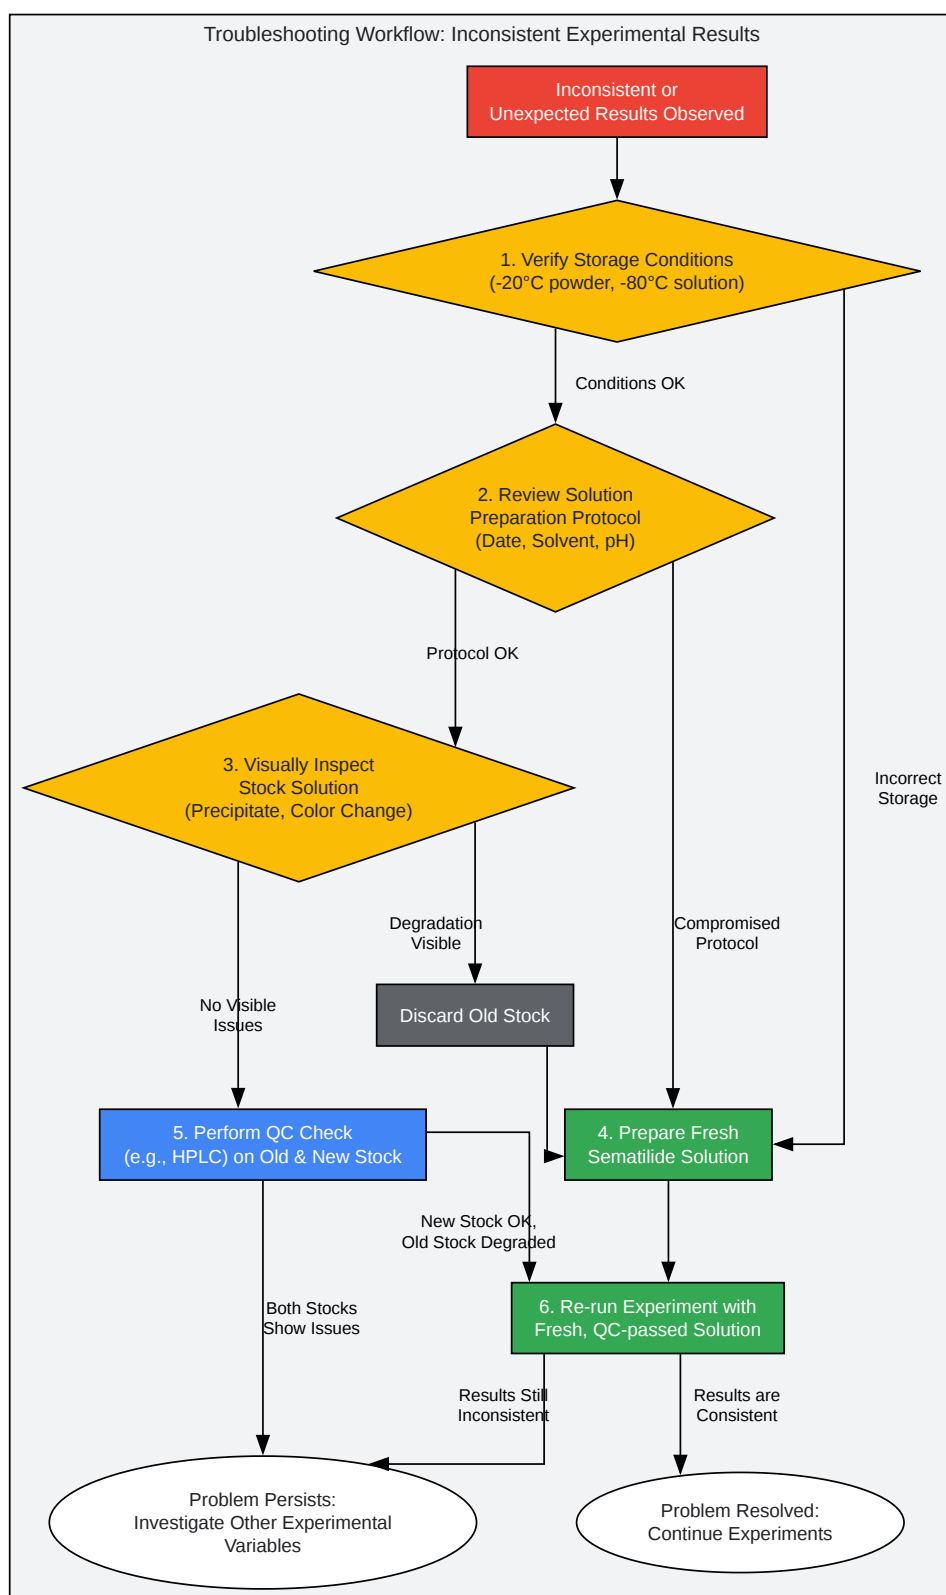 Troubleshooting Workflow: Inconsistent Experimental Results
Inconsistent or
Unexpected Results Observed
1. Verify Storage Conditions
(-20°C powder, -80°C solution)
Conditions OK
2. Review Solution
Preparation Protocol
(Date, Solvent, pH)
Protocol OK
3. Visually Inspect
Stock Solution
(Precipitate, Color Change)
Incorrect
Storage
Degradation
Visible
Compromised
Protocol
No Visible
Issues
Discard Old Stock
5. Perform QC Check
(e.g., HPLC) on Old & New Stock
4. Prepare Fresh
Sematilide Solution
New Stock OK,
Old Stock Degraded
6. Re-run Experiment with
Fresh, QC-passed Solution
Both Stocks
Show Issues
Results Still
Inconsistent
Results are
Consistent
Problem Persists:
Investigate Other Experimental
Variables
Problem Resolved:
Continue Experiments